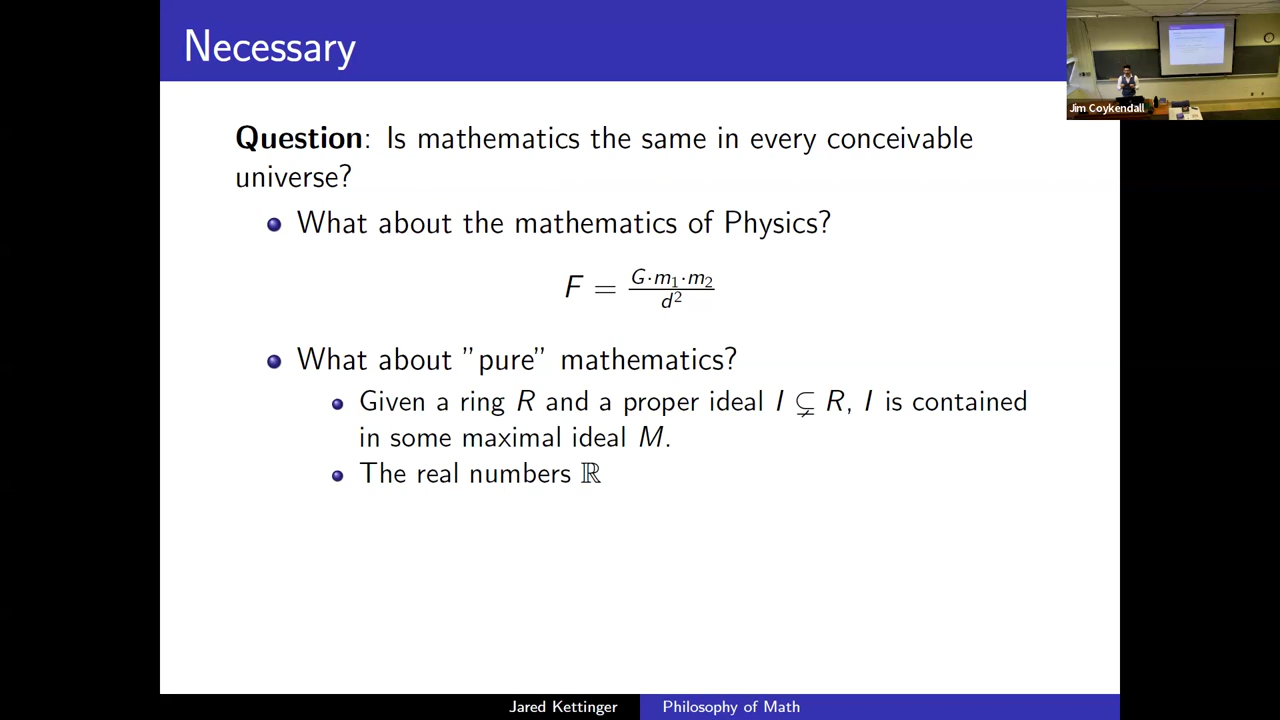 Necessary
Jim Coykendall
Question: Is mathematics the same in every conceivable
universe?
What about the mathematics of Physics?
F = G·m₁·m₂ / d²
What about ”pure” mathematics?
Given a ring R and a proper ideal I ⊊ R, I is contained
in some maximal ideal M.
The real numbers ℝ
Jared Kettinger
Philosophy of Math